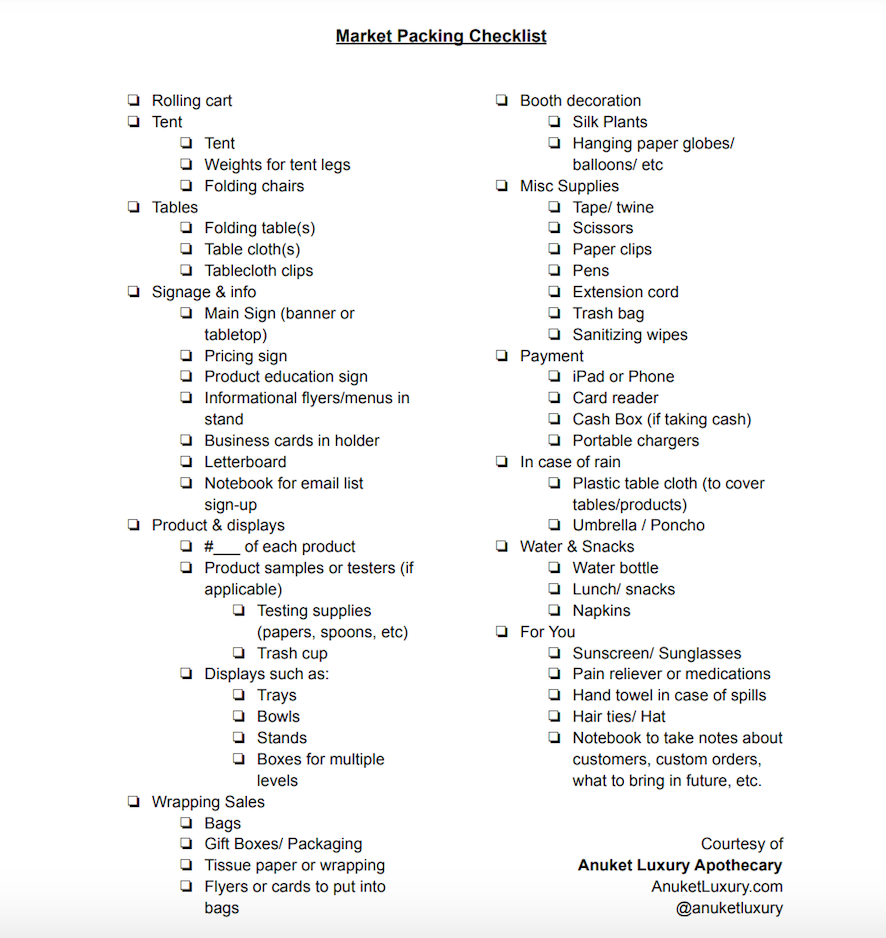 Market Packing Checklist
Rolling cart
Tent
Tent
Weights for tent legs
Folding chairs
Tables
Folding table(s)
Table cloth(s)
Tablecloth clips
Signage & info
Main Sign (banner or
tabletop)
Pricing sign
Product education sign
Informational flyers/menus in
stand
Business cards in holder
Letterboard
Notebook for email list
sign-up
Product & displays
#___ of each product
Product samples or testers (if
applicable)
Testing supplies
(papers, spoons, etc)
Trash cup
Displays such as:
Trays
Bowls
Stands
Boxes for multiple
levels
Wrapping Sales
Bags
Gift Boxes/ Packaging
Tissue paper or wrapping
Flyers or cards to put into
bags
Booth decoration
Silk Plants
Hanging paper globes/
balloons/ etc
Misc Supplies
Tape/ twine
Scissors
Paper clips
Pens
Extension cord
Trash bag
Sanitizing wipes
Payment
iPad or Phone
Card reader
Cash Box (if taking cash)
Portable chargers
In case of rain
Plastic table cloth (to cover
tables/products)
Umbrella / Poncho
Water & Snacks
Water bottle
Lunch/ snacks
Napkins
For You
Sunscreen/ Sunglasses
Pain reliever or medications
Hand towel in case of spills
Hair ties/ Hat
Notebook to take notes about
customers, custom orders,
what to bring in future, etc.
Courtesy of
Anuket Luxury Apothecary
AnuketLuxury.com
@anuketluxury